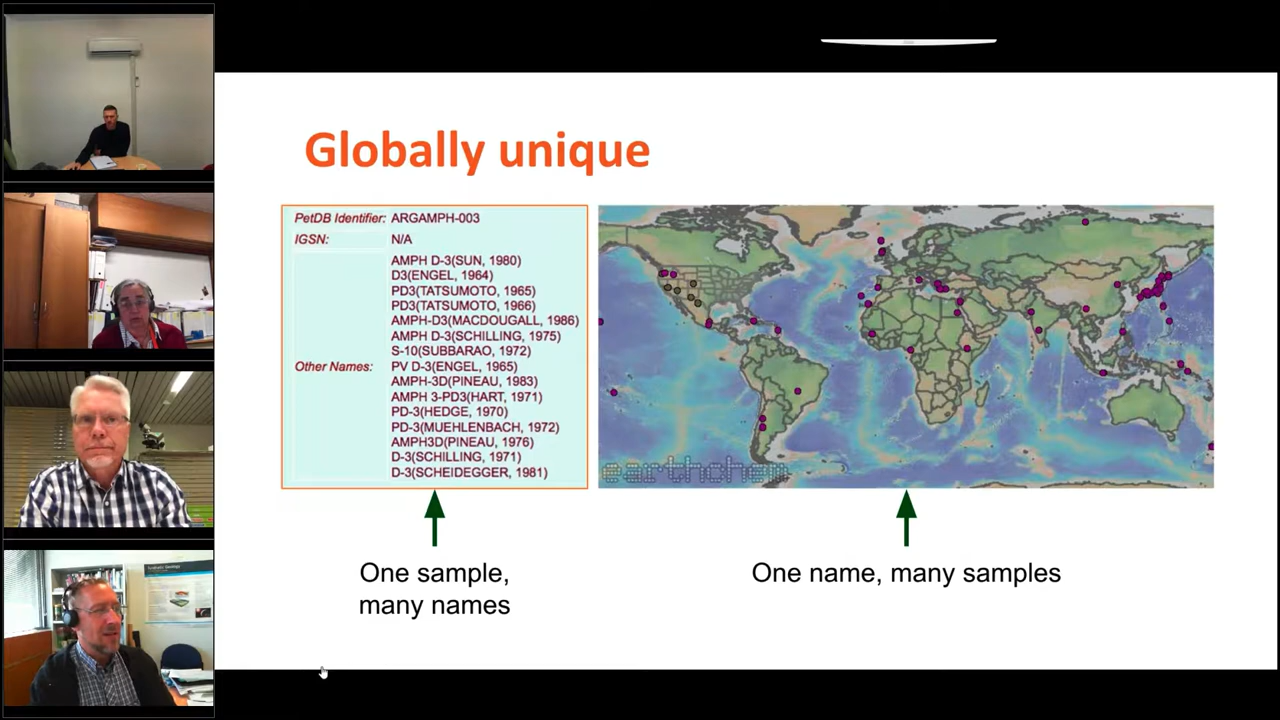 Globally unique
PetDB Identifier: ARGAMPH-003
IGSN: N/A
Other Names:
AMPH D-3(SUN, 1980)
D3(ENGEL, 1964)
PD3(TATSUMOTO, 1965)
PD3(TATSUMOTO, 1966)
AMPH-D3(MACDOUGALL, 1986)
AMPH D-3(SCHILLING, 1975)
S-10(SUBBARAO, 1972)
PV D-3(ENGEL, 1965)
AMPH-3D(PINEAU, 1983)
AMPH 3-PD3(HART, 1971)
PD-3(HEDGE, 1970)
PD-3(MUEHLENBACH, 1972)
AMPH3D(PINEAU, 1976)
D-3(SCHILLING, 1971)
D-3(SCHEIDEGGER, 1981)
earthchem
One sample,
many names
One name, many samples